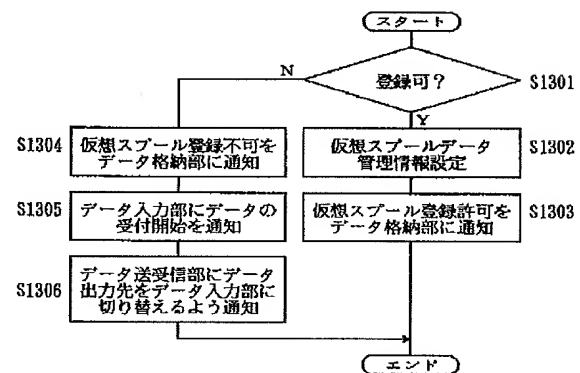 スタート
登録可?
S1301
N
Y
S1304
仮想スプール登録不可を
データ格納部に通知
仮想スプールデータ
管理情報設定
S1302
S1305
データ入力部にデータの
受付開始を通知
仮想スプール登録許可を
データ格納部に通知
S1303
S1306
データ送受信部にデータ
出力先をデータ入力部に
切り替えるよう通知
エンド